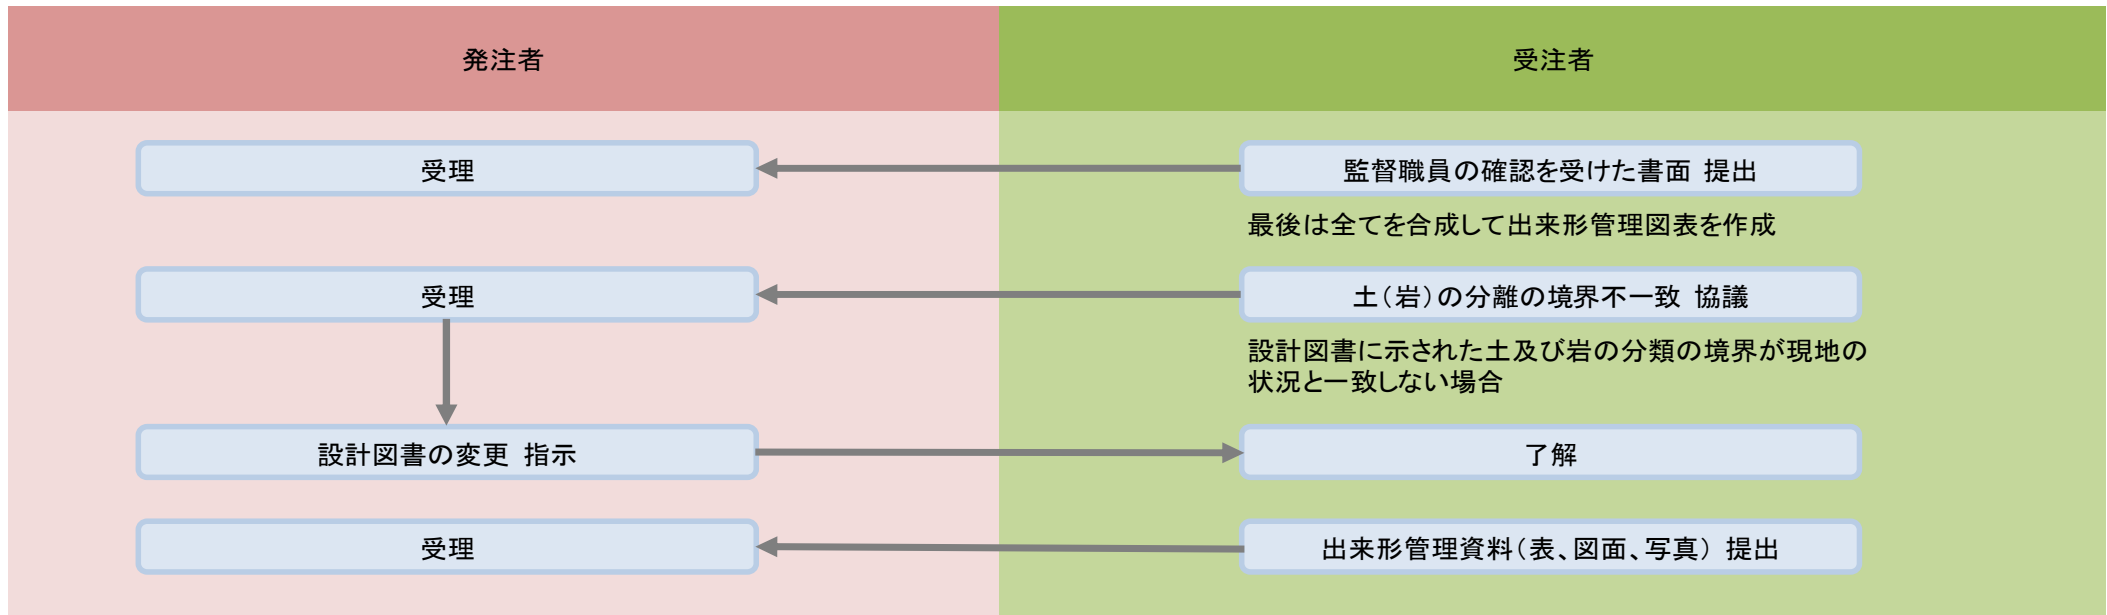 発注者
受注者
受理
監督職員の確認を受けた書面 提出
最後は全てを合成して出来形管理図表を作成
受理
土（岩）の分離の境界不一致 協議
設計図書に示された土及び岩の分類の境界が現地の
状況と一致しない場合
設計図書の変更 指示
了解
受理
出来形管理資料（表、図面、写真） 提出